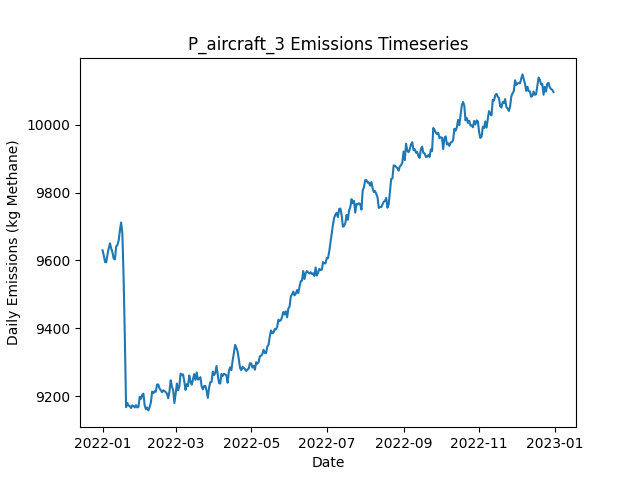 P_aircraft_3 Emissions Timeseries
Daily Emissions (kg Methane)
10000
9800
9600
9400
9200
2022-01 2022-03 2022-05 2022-07 2022-09 2022-11 2023-01
Date